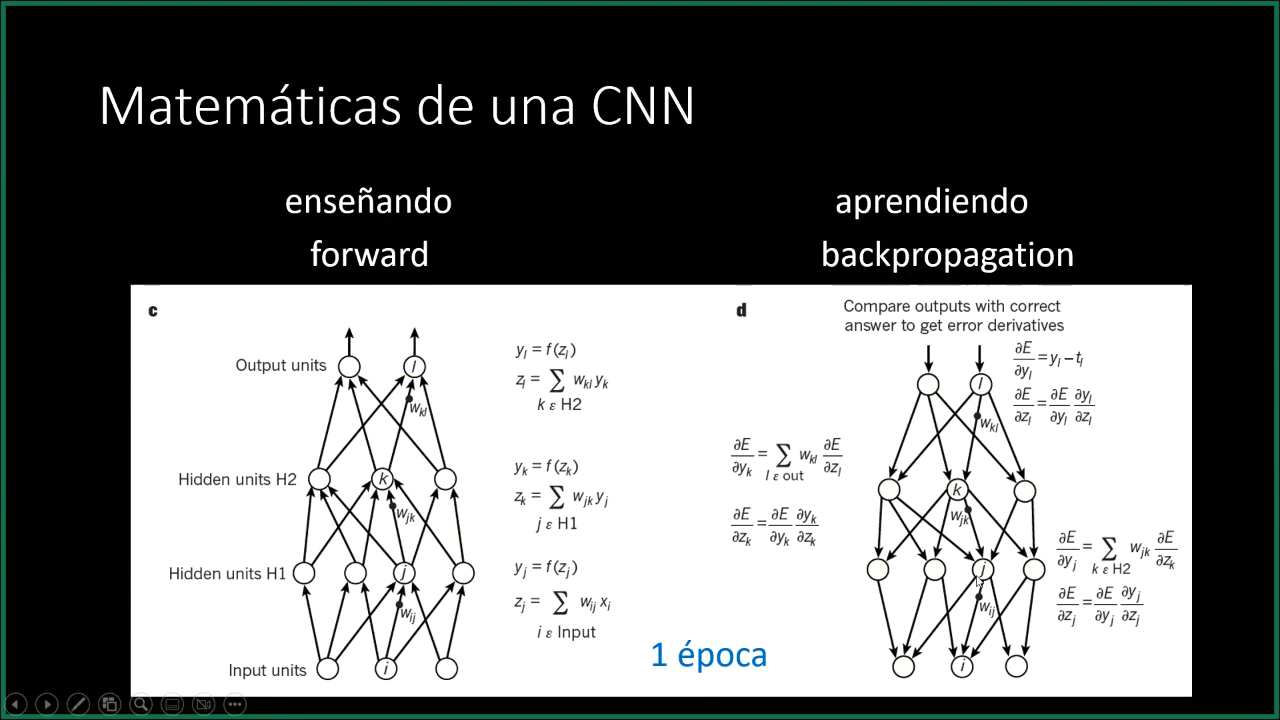 Matemáticas de una CNN
enseñando
forward
aprendiendo
backpropagation
c
Output units
l
w_kl
y_l = f(z_l)
z_l = ∑ w_kl y_k
k ε H2
Hidden units H2
k
w_jk
y_k = f(z_k)
z_k = ∑ w_jk y_j
j ε H1
Hidden units H1
j
w_ij
y_j = f(z_j)
z_j = ∑ w_ij x_i
i ε Input
Input units
i
1 época
d
Compare outputs with correct
answer to get error derivatives
∂E/∂y_l = y_l − t_l
l
∂E/∂z_l = ∂E/∂y_l ∂y_l/∂z_l
w_kl
∂E/∂y_k = ∑ w_kl ∂E/∂z_l
l ε out
k
w_jk
∂E/∂z_k = ∂E/∂y_k ∂y_k/∂z_k
∂E/∂y_j = ∑ w_jk ∂E/∂z_k
k ε H2
j
w_ij
∂E/∂z_j = ∂E/∂y_j ∂y_j/∂z_j
i